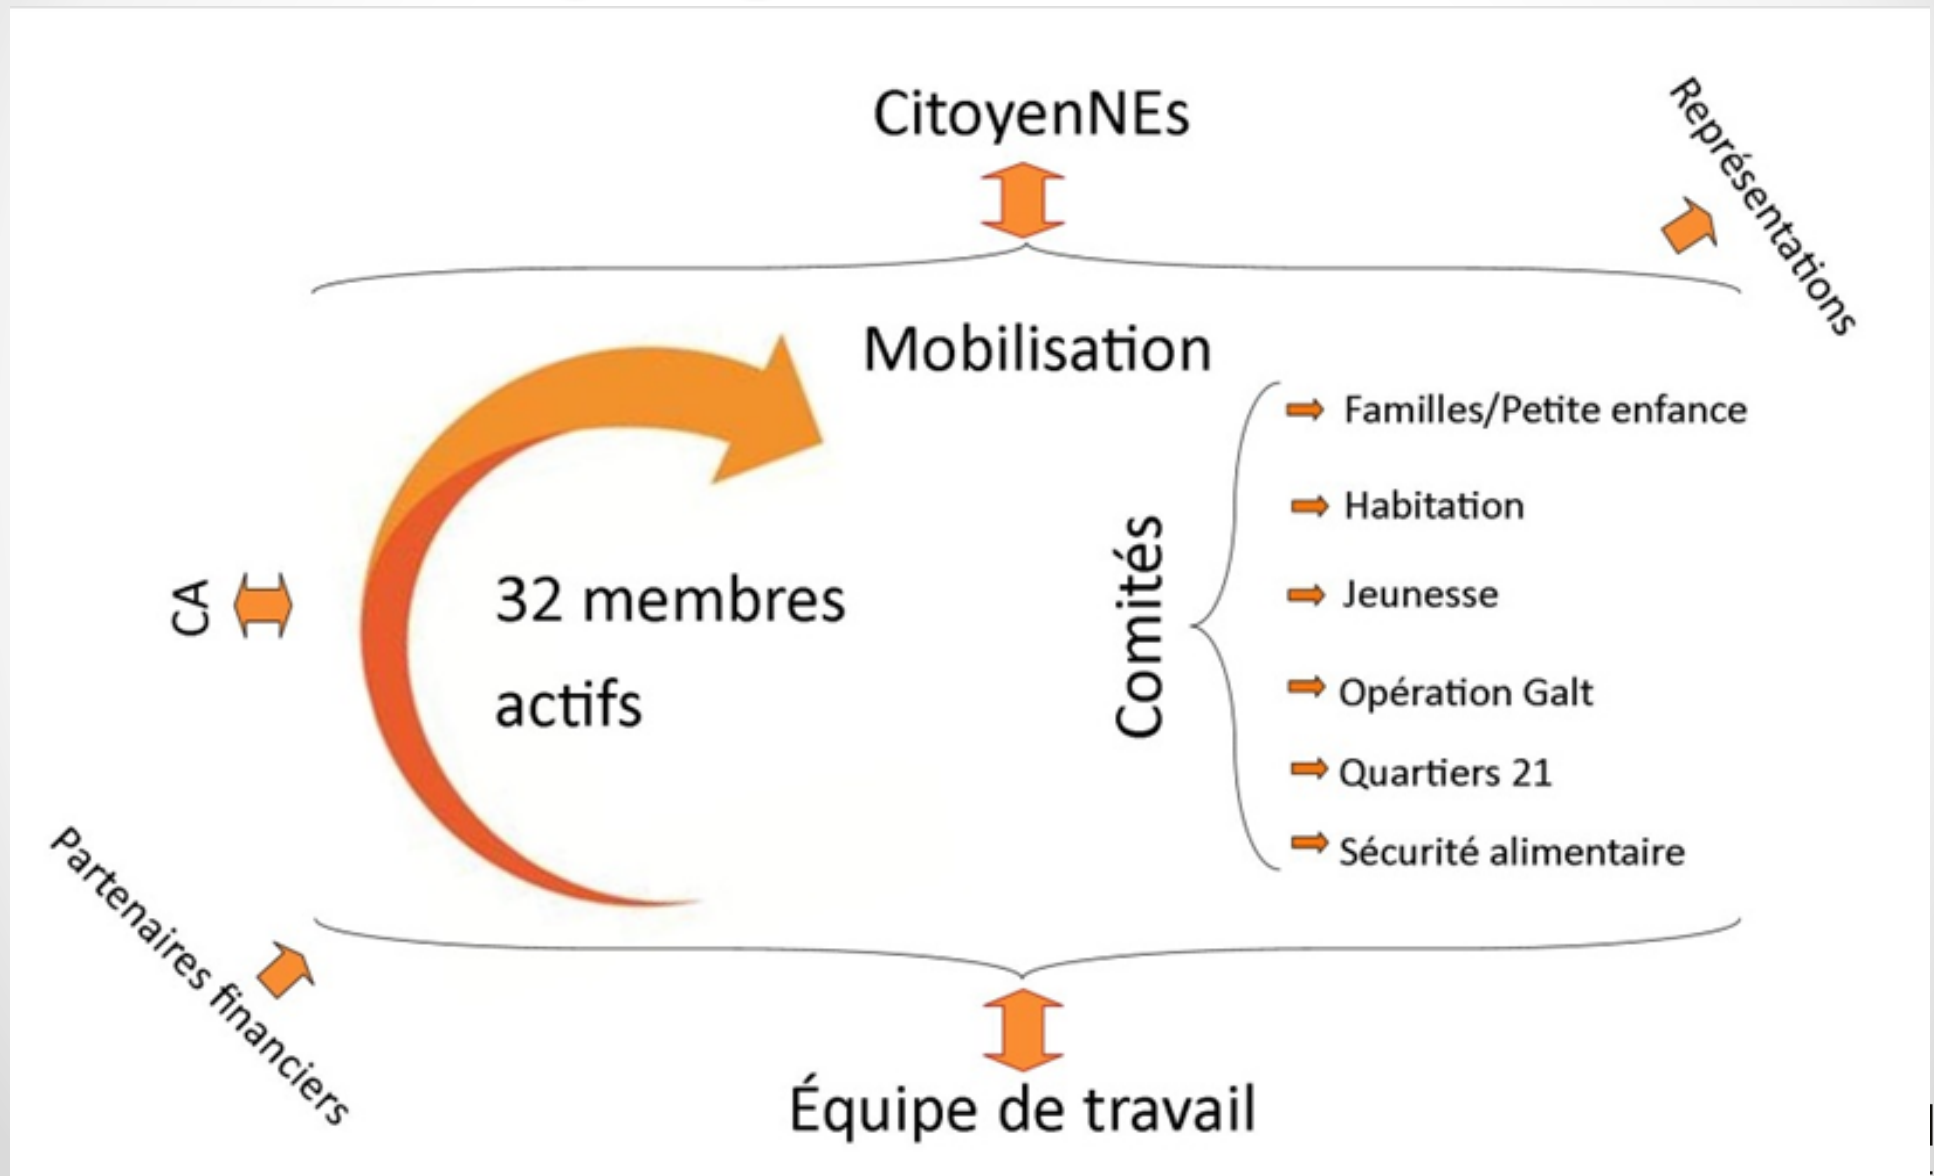 CitoyenNEs
Représentations
Mobilisation
Familles/Petite enfance
Habitation
Jeunesse
Opération Galt
Quartiers 21
Sécurité alimentaire
Comités
32 membres
actifs
CA
Partenaires financiers
Équipe de travail